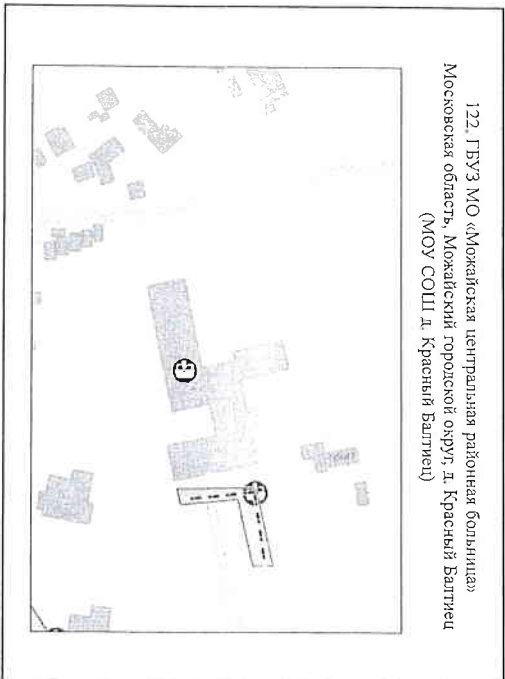 122. ГБУЗ МО «Можайская центральная районная больница»
Московская область, Можайский городской округ, д. Красный Балтиец
(МОУ СОШ д. Красный Балтиец)